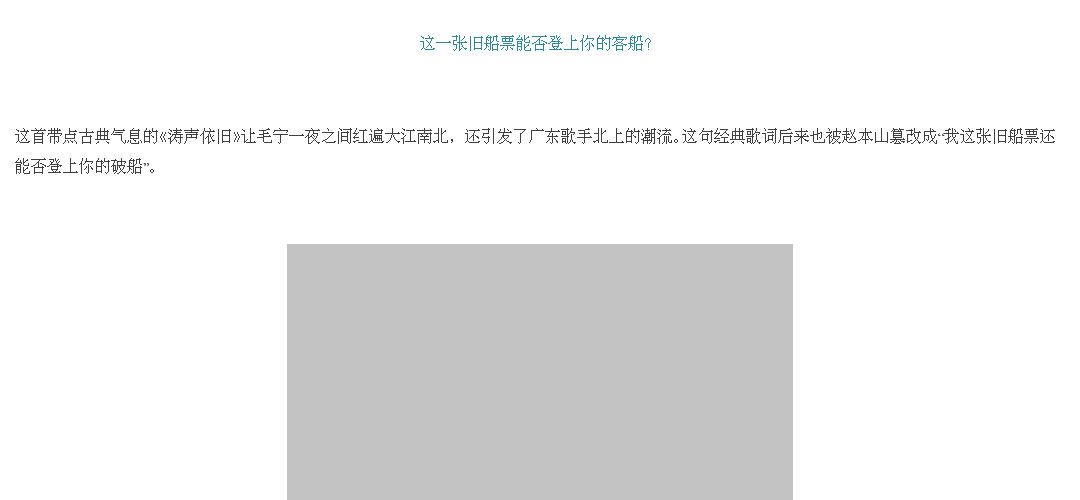 这一张旧船票能否登上你的客船？
这首带点古典气息的《涛声依旧》让毛宁一夜之间红遍大江南北，还引发了广东歌手北上的潮流。这句经典歌词后来也被赵本山篡改成“我这张旧船票还
能否登上你的破船”。